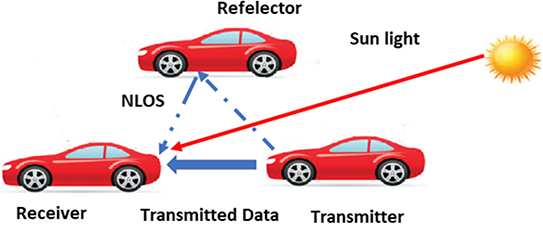 Refelector
Sun light
NLOS
Receiver
Transmitted Data
Transmitter